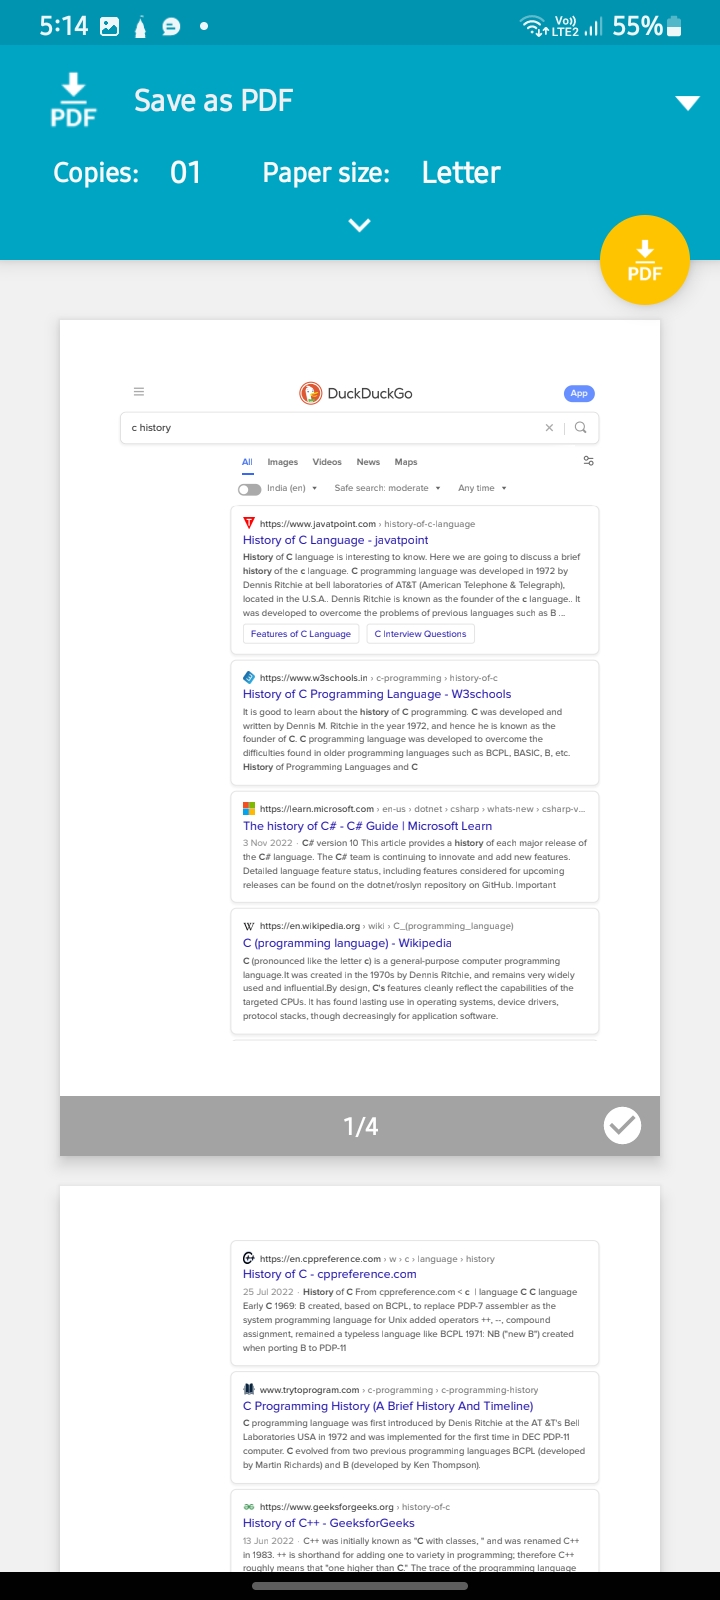 5:14 Vo)) LTE2 55%
PDF Save as PDF
Copies: 01 Paper size: Letter
PDF
DuckDuckGo App
c history
All Images Videos News Maps
India (en) Safe search: moderate Any time
https://www.javatpoint.com › history-of-c-language
History of C Language - javatpoint
History of C language is interesting to know. Here we are going to discuss a brief
history of the c language. C programming language was developed in 1972 by
Dennis Ritchie at bell laboratories of AT&T (American Telephone & Telegraph),
located in the U.S.A.. Dennis Ritchie is known as the founder of the c language.. It
was developed to overcome the problems of previous languages such as B ...
Features of C Language C Interview Questions
https://www.w3schools.in › c-programming › history-of-c
History of C Programming Language - W3schools
It is good to learn about the history of C programming. C was developed and
written by Dennis M. Ritchie in the year 1972, and hence he is known as the
founder of C. C programming language was developed to overcome the
difficulties found in older programming languages such as BCPL, BASIC, B, etc.
History of Programming Languages and C
https://learn.microsoft.com › en-us › dotnet › csharp › whats-new › csharp-v...
The history of C# - C# Guide | Microsoft Learn
3 Nov 2022 · C# version 10 This article provides a history of each major release of
the C# language. The C# team is continuing to innovate and add new features.
Detailed language feature status, including features considered for upcoming
releases can be found on the dotnet/roslyn repository on GitHub. Important
W https://en.wikipedia.org › wiki › C_(programming_language)
C (programming language) - Wikipedia
C (pronounced like the letter c) is a general-purpose computer programming
language.It was created in the 1970s by Dennis Ritchie, and remains very widely
used and influential.By design, C's features cleanly reflect the capabilities of the
targeted CPUs. It has found lasting use in operating systems, device drivers,
protocol stacks, though decreasingly for application software.
1/4
https://en.cppreference.com › w › c › language › history
History of C - cppreference.com
25 Jul 2022 · History of C From cppreference.com < c | language C C language
Early C 1969: B created, based on BCPL, to replace PDP-7 assembler as the
system programming language for Unix added operators ++, --, compound
assignment, remained a typeless language like BCPL 1971: NB ("new B") created
when porting B to PDP-11
www.trytoprogram.com › c-programming › c-programming-history
C Programming History (A Brief History And Timeline)
C programming language was first introduced by Denis Ritchie at the AT &T's Bell
Laboratories USA in 1972 and was implemented for the first time in DEC PDP-11
computer. C evolved from two previous programming languages BCPL (developed
by Martin Richards) and B (developed by Ken Thompson).
https://www.geeksforgeeks.org › history-of-c
History of C++ - GeeksforGeeks
13 Jun 2022 · C++ was initially known as "C with classes, " and was renamed C++
in 1983. ++ is shorthand for adding one to variety in programming; therefore C++
roughly means that "one higher than C." The trace of the programming language